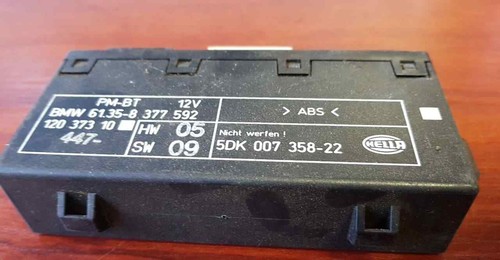 PM-BT 12V
BMW 61.35-8 377 592
120 373 10 HW 05
447- SW 09
> ABS <
Nicht werfen !
5DK 007 358-22
HELLA